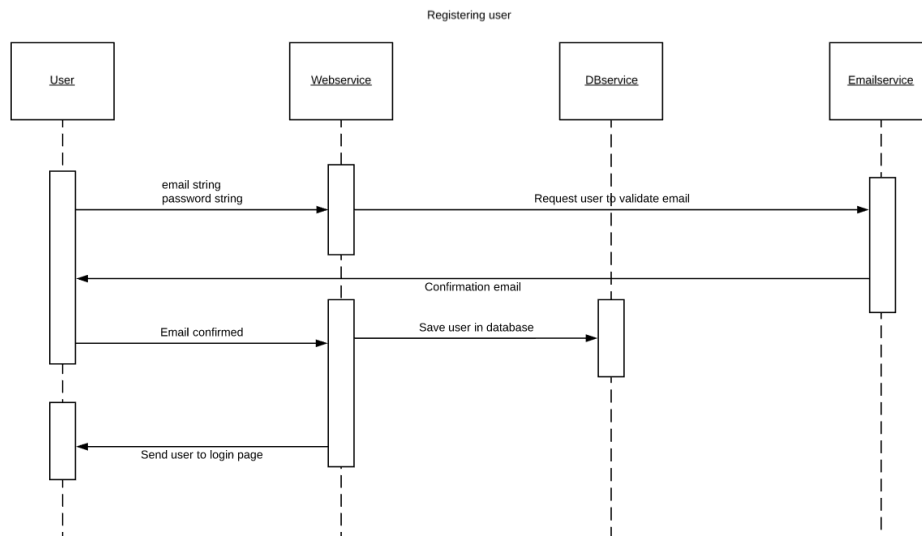 Registering user
User
Webservice
DBservice
Emailservice
email string
password string
Request user to validate email
Confirmation email
Email confirmed
Save user in database
Send user to login page